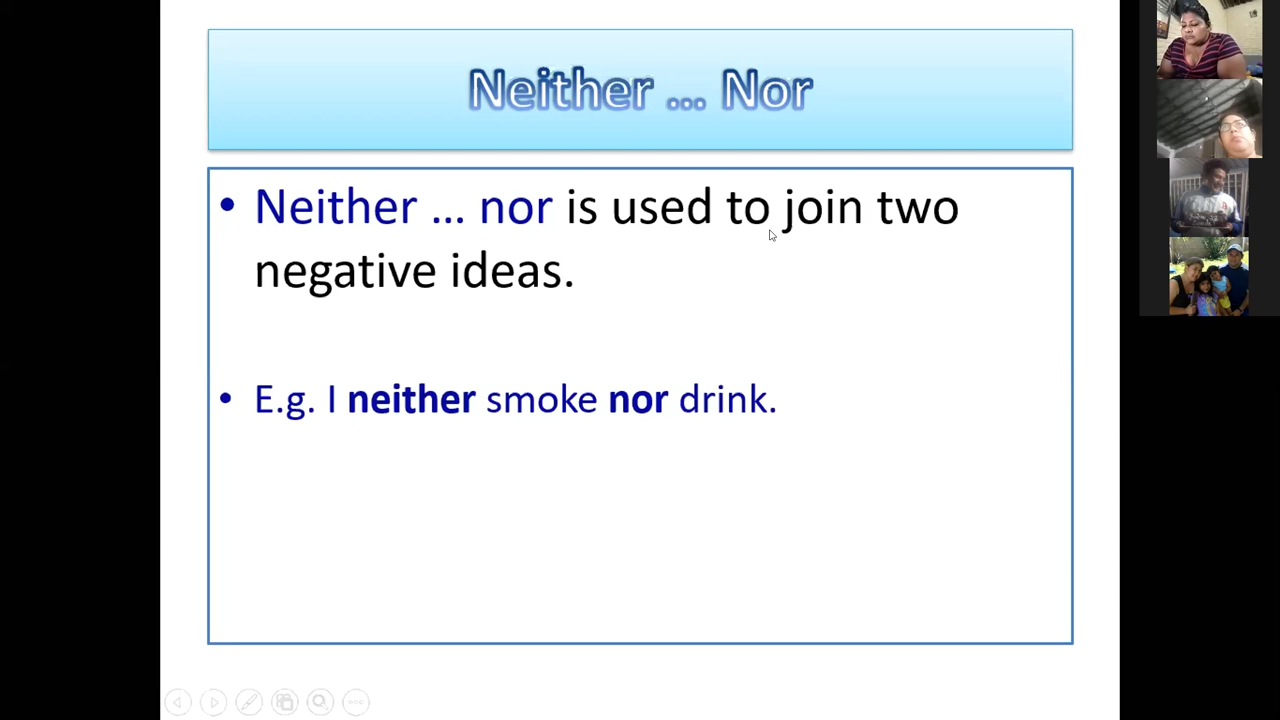 Neither ... Nor
• Neither ... nor is used to join two
negative ideas.
• E.g. I neither smoke nor drink.